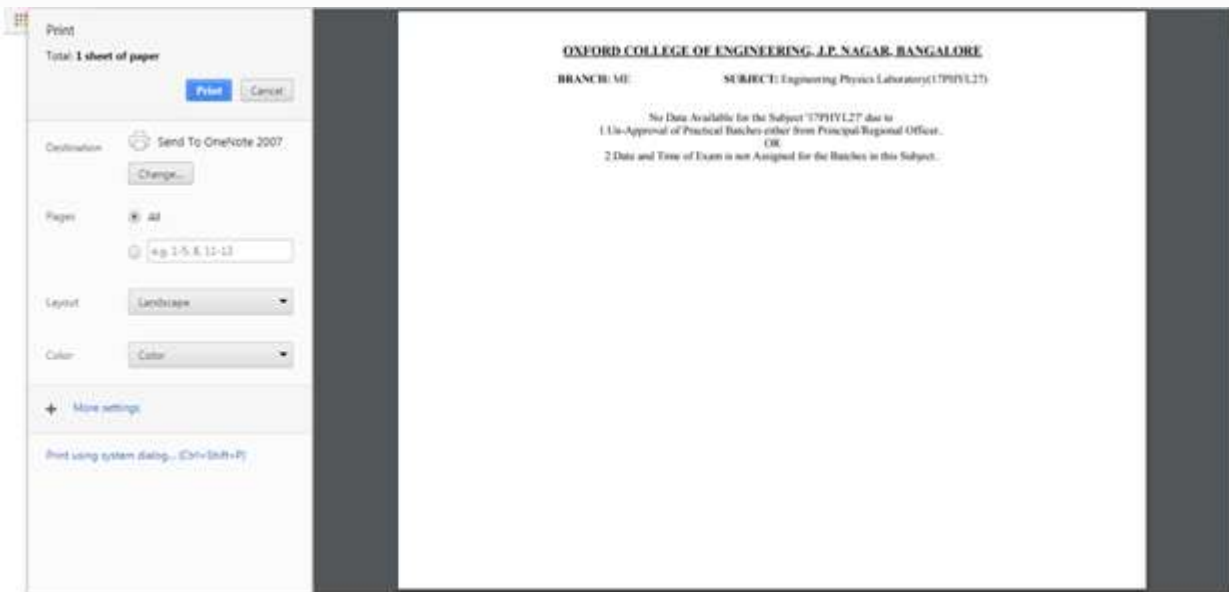 Print
Total: 1 sheet of paper
Print Cancel
Destination Send To OneNote 2007
Change...
Pages All
e.g. 1-5, 8, 11-13
Layout Landscape
Color Color
+ More settings
Print using system dialog... (Ctrl+Shift+P)
OXFORD COLLEGE OF ENGINEERING, J.P. NAGAR, BANGALORE
BRANCH: ME SUBJECT: Engineering Physics Laboratory(17PHYL27)
No Data Available for the Subject '17PHYL27' due to
1.Un-Approval of Practical Batches either from Principal/Regional Officer..
OR
2.Date and Time of Exam is not Assigned for the Batches in this Subject..